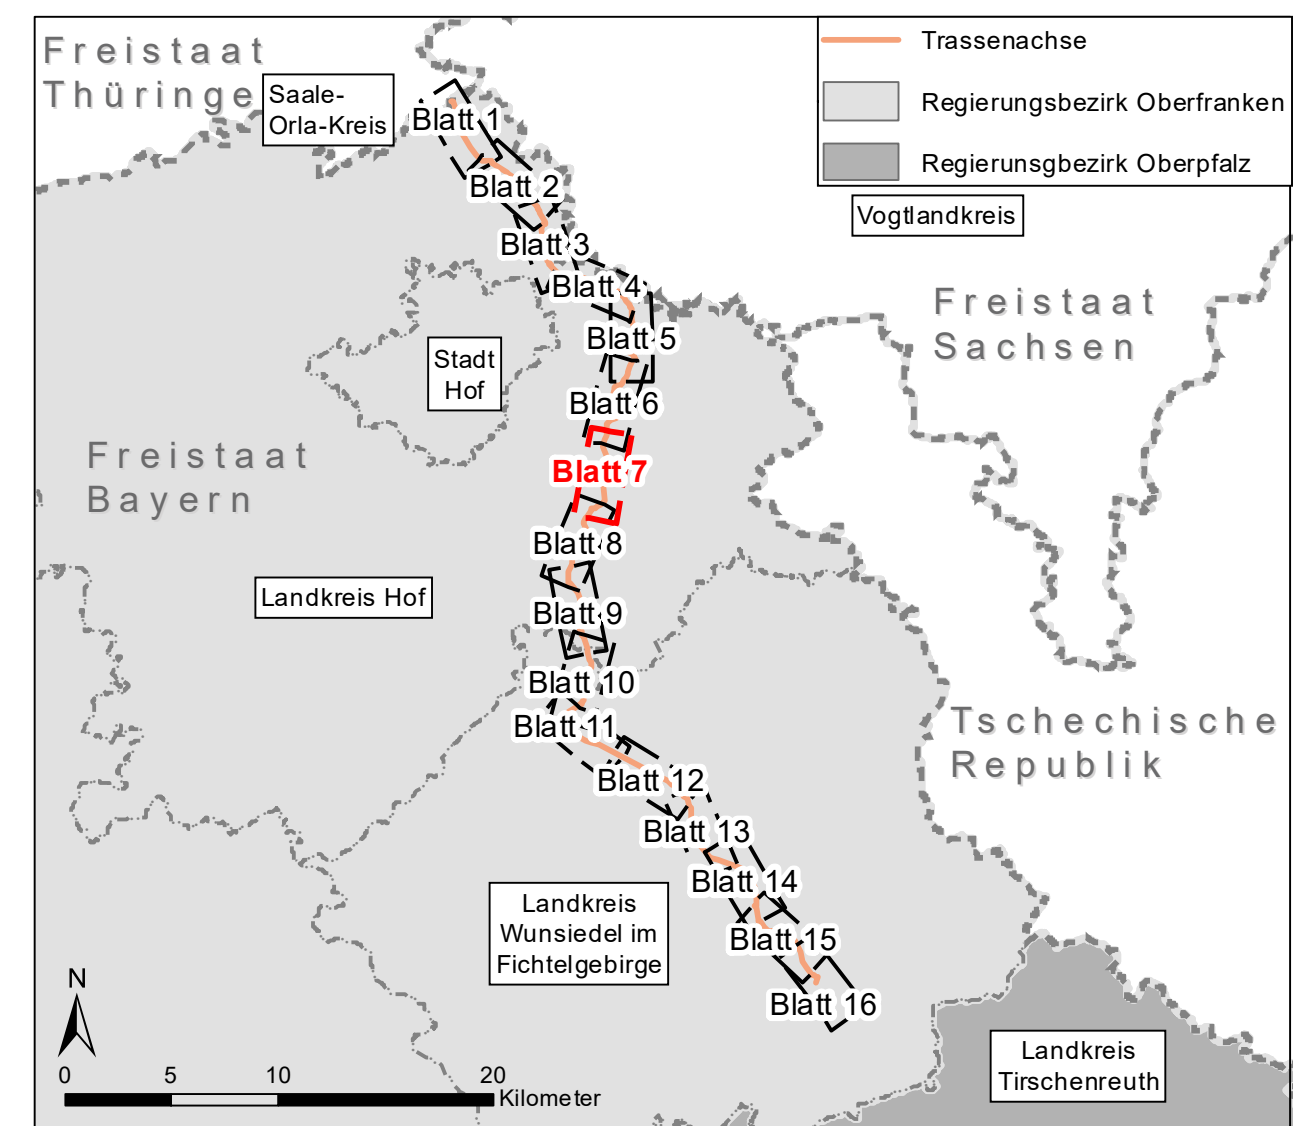 Freistaat
Thüringe
Saale-
Orla-Kreis
Trassenachse
Regierungsbezirk Oberfranken
Regierunsgbezirk Oberpfalz
Vogtlandkreis
Freistaat
Sachsen
Blatt 1
Blatt 2
Blatt 3
Blatt 4
Blatt 5
Stadt
Hof
Blatt 6
Freistaat
Bayern
Blatt 7
Blatt 8
Landkreis Hof
Blatt 9
Blatt 10
Blatt 11
Tschechische
Republik
Blatt 12
Blatt 13
Blatt 14
Landkreis
Wunsiedel im
Fichtelgebirge
Blatt 15
Blatt 16
N
Landkreis
Tirschenreuth
0 5 10 20
Kilometer